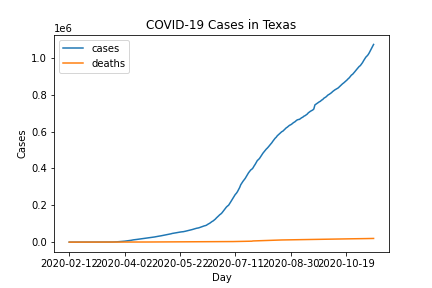 COVID-19 Cases in Texas
1e6
cases
deaths
1.0
0.8
0.6
0.4
0.2
0.0
Cases
2020-02-12 2020-04-02 2020-05-22 2020-07-11 2020-08-30 2020-10-19
Day